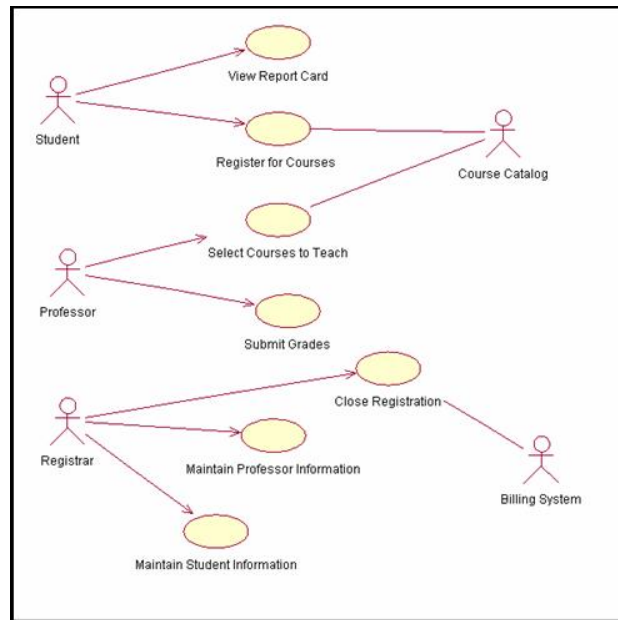 View Report Card
Student
Register for Courses
Course Catalog
Select Courses to Teach
Professor
Submit Grades
Close Registration
Registrar
Maintain Professor Information
Billing System
Maintain Student Information